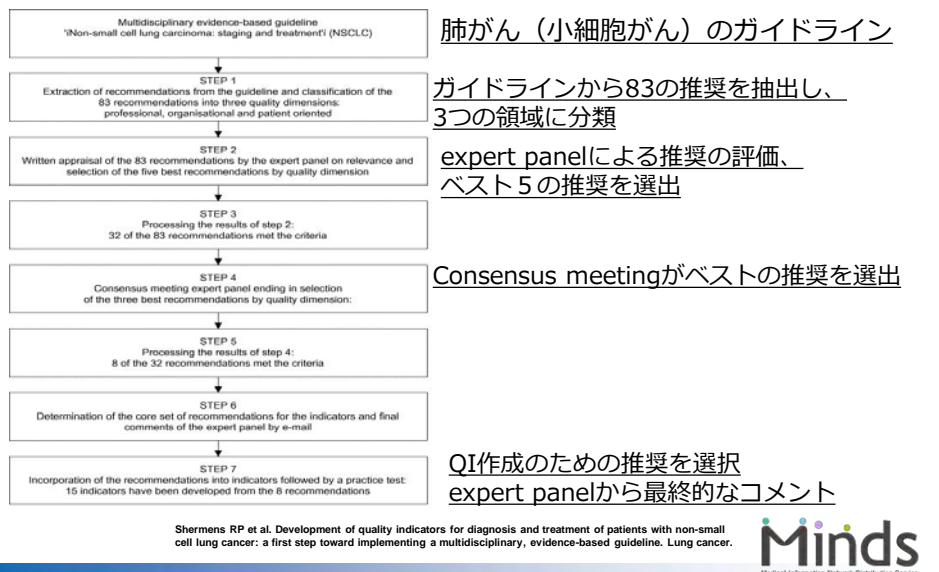 Multidisciplinary evidence-based guideline
'iNon-small cell lung carcinoma: staging and treatment'i (NSCLC)
肺がん（小細胞がん）のガイドライン
STEP 1
Extraction of recommendations from the guideline and classification of the
83 recommendations into three quality dimensions:
professional, organisational and patient oriented
ガイドラインから83の推奨を抽出し、
3つの領域に分類
STEP 2
Written appraisal of the 83 recommendations by the expert panel on relevance and
selection of the five best recommendations by quality dimension
expert panelによる推奨の評価、
ベスト５の推奨を選出
STEP 3
Processing the results of step 2:
32 of the 83 recommendations met the criteria
STEP 4
Consensus meeting expert panel ending in selection
of the three best recommendations by quality dimension:
Consensus meetingがベストの推奨を選出
STEP 5
Processing the results of step 4:
8 of the 32 recommendations met the criteria
STEP 6
Determination of the core set of recommendations for the indicators and final
comments of the expert panel by e-mail
STEP 7
Incorporation of the recommendations into indicators followed by a practice test:
15 indicators have been developed from the 8 recommendations
QI作成のための推奨を選択
expert panelから最終的なコメント
Shermens RP et al. Development of quality indicators for diagnosis and treatment of patients with non-small
cell lung cancer: a first step toward implementing a multidisciplinary, evidence-based guideline. Lung cancer.
Minds
Medical Information Network Distribution Service